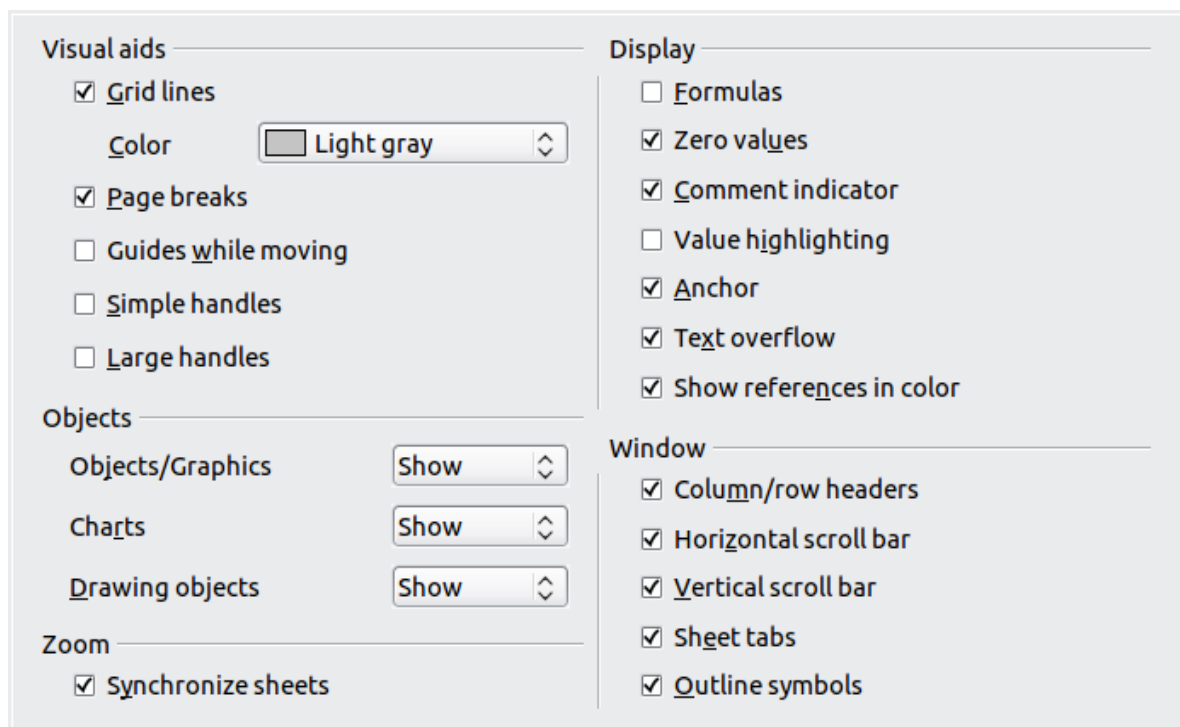 Visual aids
Grid lines
Color
Light gray
Page breaks
Guides while moving
Simple handles
Large handles
Objects
Objects/Graphics
Show
Charts
Show
Drawing objects
Show
Zoom
Synchronize sheets
Display
Formulas
Zero values
Comment indicator
Value highlighting
Anchor
Text overflow
Show references in color
Window
Column/row headers
Horizontal scroll bar
Vertical scroll bar
Sheet tabs
Outline symbols